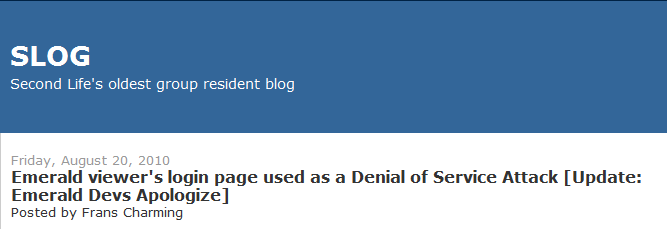 SLOG
Second Life's oldest group resident blog
Friday, August 20, 2010
Emerald viewer's login page used as a Denial of Service Attack [Update:
Emerald Devs Apologize]
Posted by Frans Charming